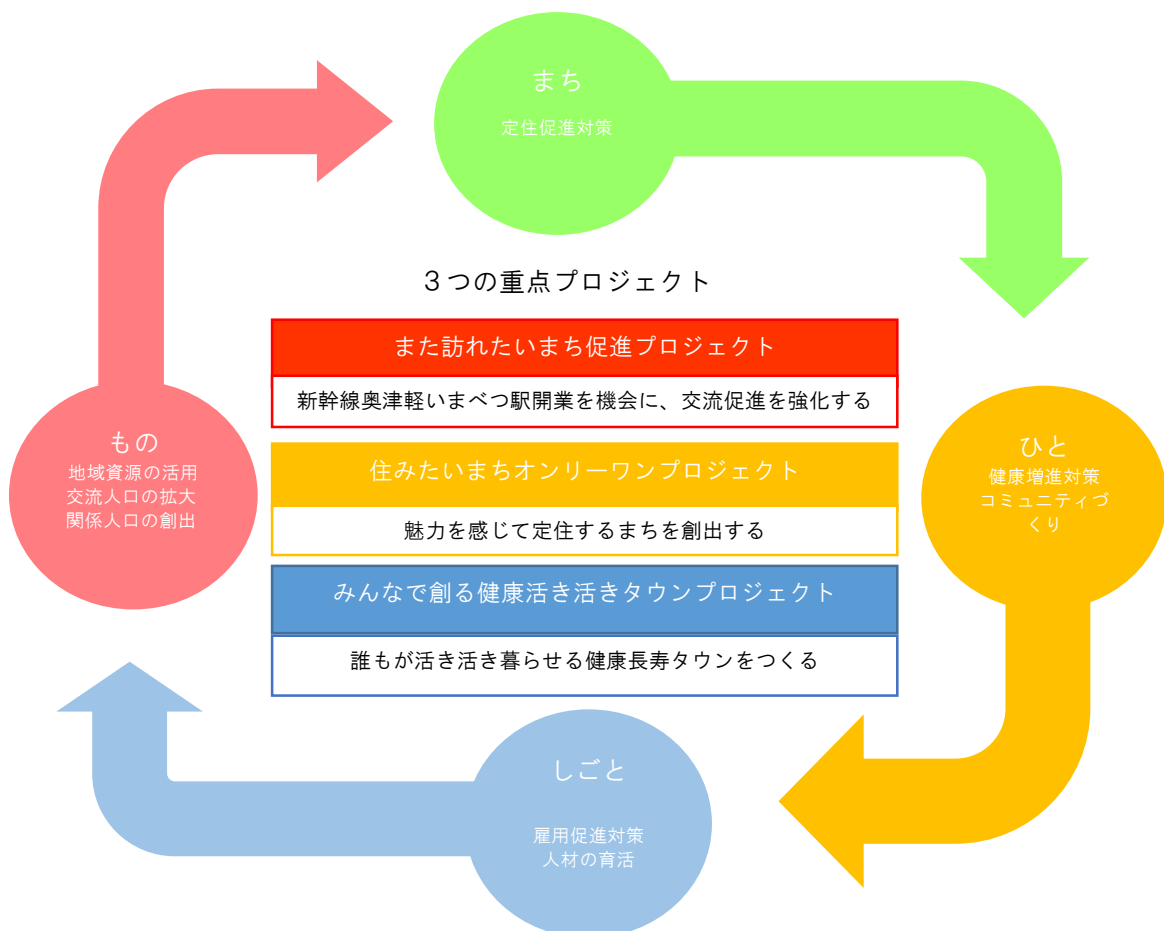 まち
定住促進対策
３つの重点プロジェクト
また訪れたいまち促進プロジェクト
新幹線奥津軽いまべつ駅開業を機会に、交流促進を強化する
住みたいまちオンリーワンプロジェクト
魅力を感じて定住するまちを創出する
みんなで創る健康活き活きタウンプロジェクト
誰もが活き活き暮らせる健康長寿タウンをつくる
もの
地域資源の活用
交流人口の拡大
関係人口の創出
ひと
健康増進対策
コミュニティづ
くり
しごと
雇用促進対策
人材の育活